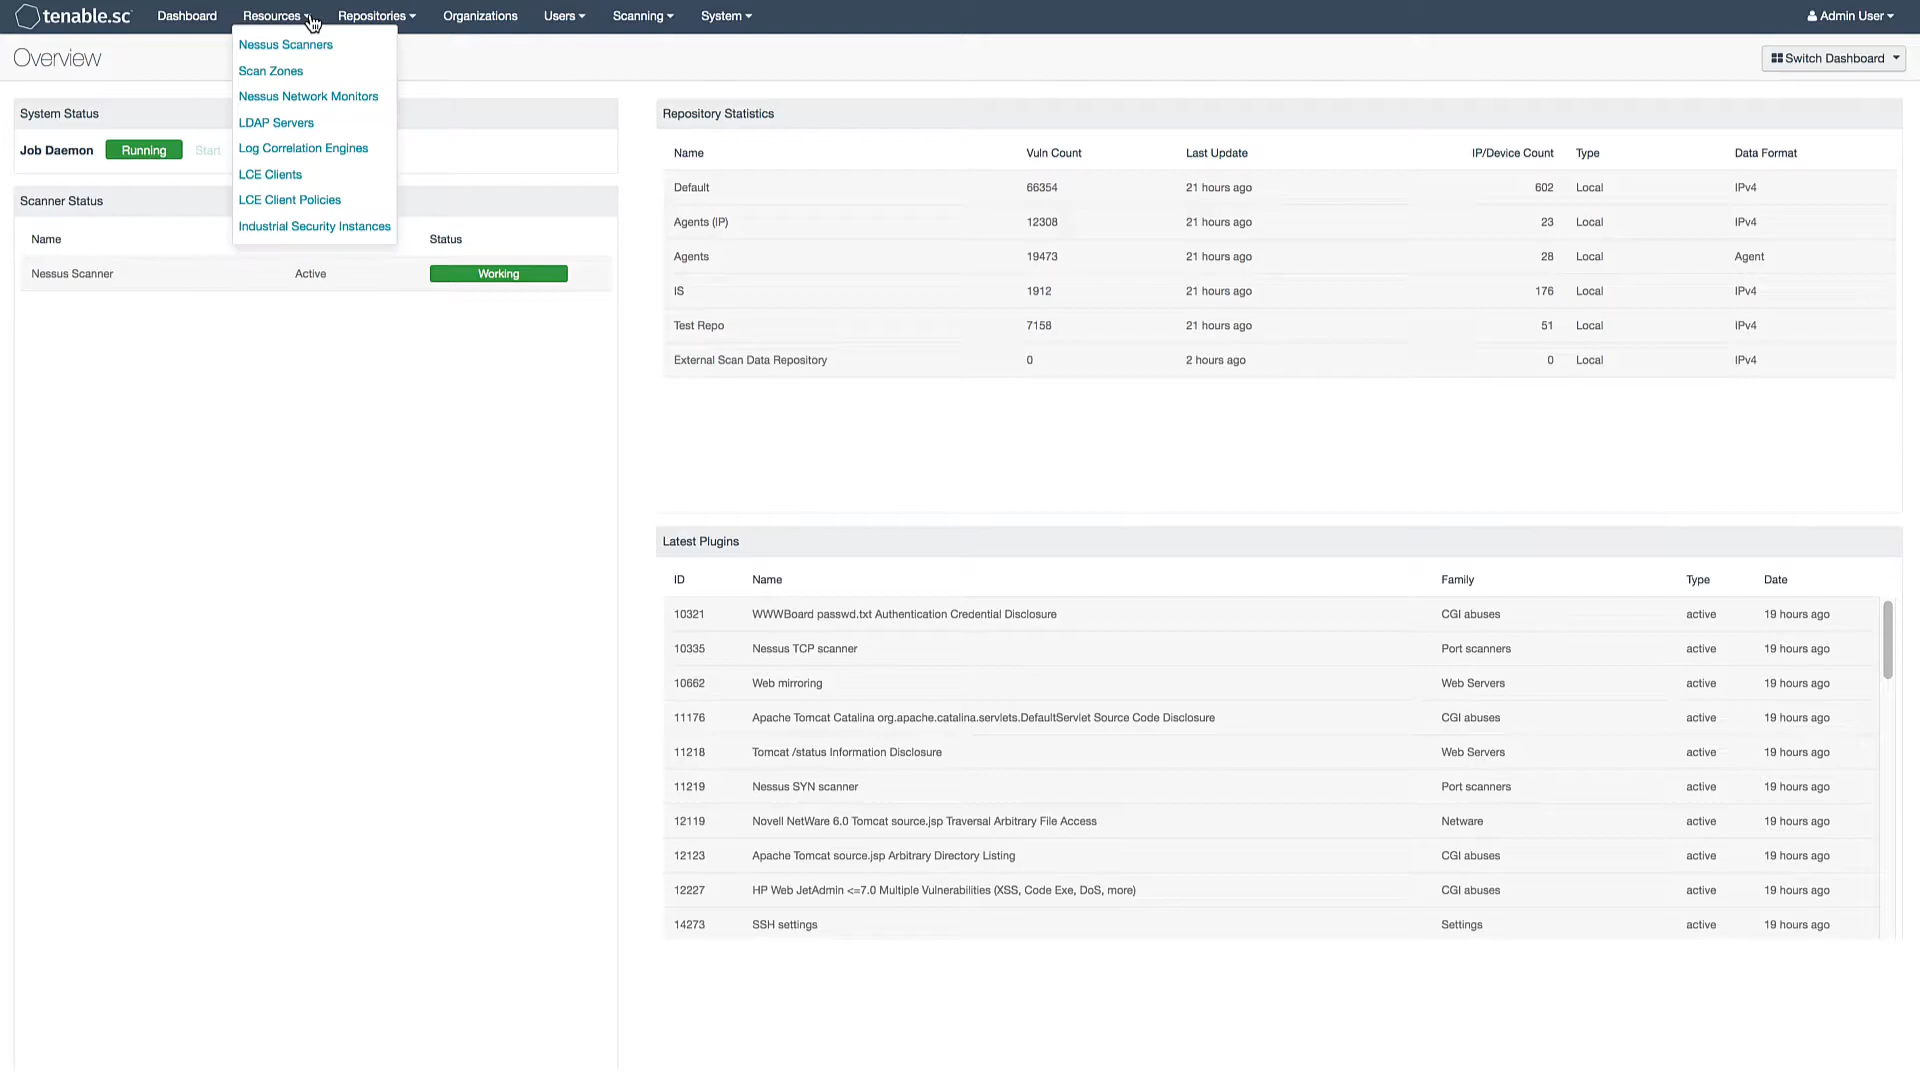 tenable.sc Dashboard Resources Repositories Organizations Users Scanning System Admin User
Nessus Scanners
Scan Zones
Nessus Network Monitors
LDAP Servers
Log Correlation Engines
LCE Clients
LCE Client Policies
Industrial Security Instances
Overview Switch Dashboard
System Status
Job Daemon Running Start
Scanner Status
Name Status
Nessus Scanner Active Working
Repository Statistics
Name Vuln Count Last Update IP/Device Count Type Data Format
Default 66354 21 hours ago 602 Local IPv4
Agents (IP) 12308 21 hours ago 23 Local IPv4
Agents 19473 21 hours ago 28 Local Agent
IS 1912 21 hours ago 176 Local IPv4
Test Repo 7158 21 hours ago 51 Local IPv4
External Scan Data Repository 0 2 hours ago 0 Local IPv4
Latest Plugins
ID Name Family Type Date
10321 WWWBoard passwd.txt Authentication Credential Disclosure CGI abuses active 19 hours ago
10335 Nessus TCP scanner Port scanners active 19 hours ago
10662 Web mirroring Web Servers active 19 hours ago
11176 Apache Tomcat Catalina org.apache.catalina.servlets.DefaultServlet Source Code Disclosure CGI abuses active 19 hours ago
11218 Tomcat /status Information Disclosure Web Servers active 19 hours ago
11219 Nessus SYN scanner Port scanners active 19 hours ago
12119 Novell NetWare 6.0 Tomcat source.jsp Traversal Arbitrary File Access Netware active 19 hours ago
12123 Apache Tomcat source.jsp Arbitrary Directory Listing CGI abuses active 19 hours ago
12227 HP Web JetAdmin <=7.0 Multiple Vulnerabilities (XSS, Code Exe, DoS, more) CGI abuses active 19 hours ago
14273 SSH settings Settings active 19 hours ago